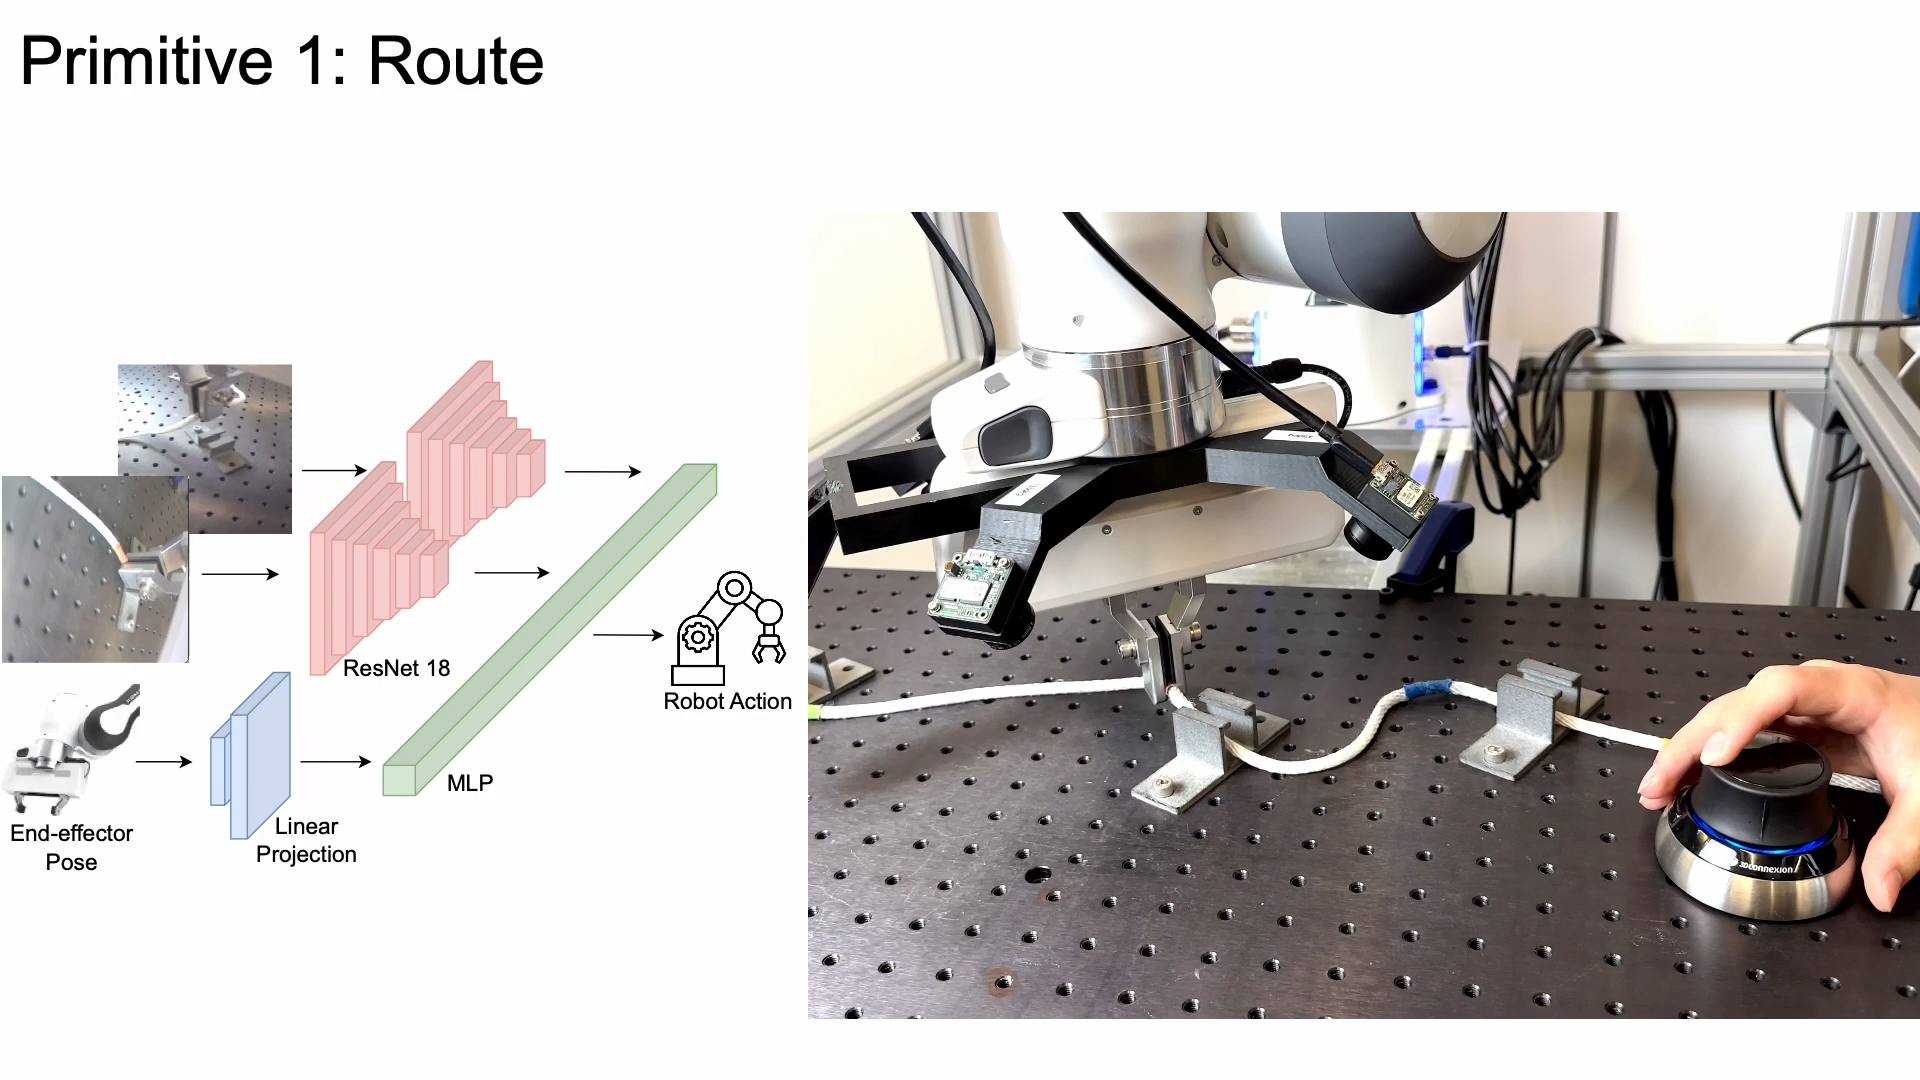 Primitive 1: Route
ResNet 18
Robot Action
MLP
End-effector
Pose
Linear
Projection
3Dconnexion